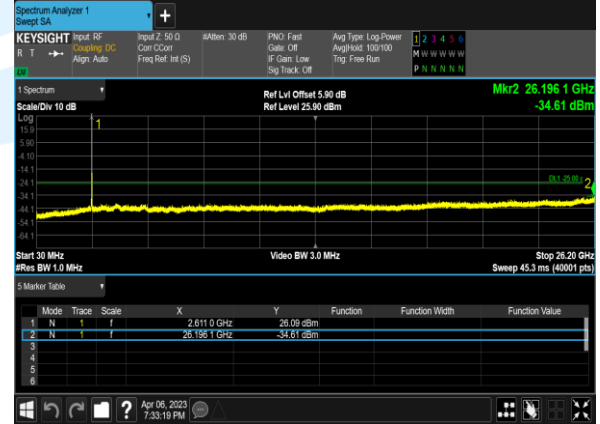 Spectrum Analyzer 1
Swept SA
+
KEYSIGHT Input: RF Input Z: 50 Ω #Atten: 30 dB PNO: Fast Avg Type: Log-Power 1 2 3 4 5 6
R T Coupling: DC Corr CCorr Gate: Off Avg|Hold: 100/100 M W W W W W
Align: Auto Freq Ref: Int (S) IF Gain: Low Trig: Free Run
Sig Track: Off P N N N N N
1 Spectrum Ref Lvl Offset 5.90 dB Mkr2 26.196 1 GHz
Scale/Div 10 dB Ref Level 25.90 dBm -34.61 dBm
Log
15.9 1
5.90
-4.10
-14.1
-24.1 DL1 -25.00 2
-34.1
-44.1
-54.1
-64.1
Start 30 MHz Video BW 3.0 MHz Stop 26.20 GHz
#Res BW 1.0 MHz Sweep 45.3 ms (40001 pts)
5 Marker Table
Mode Trace Scale X Y Function Function Width Function Value
1 N 1 f 2.611 0 GHz 26.09 dBm
2 N 1 f 26.196 1 GHz -34.61 dBm
3
4
5
6
? Apr 06, 2023
7:33:19 PM